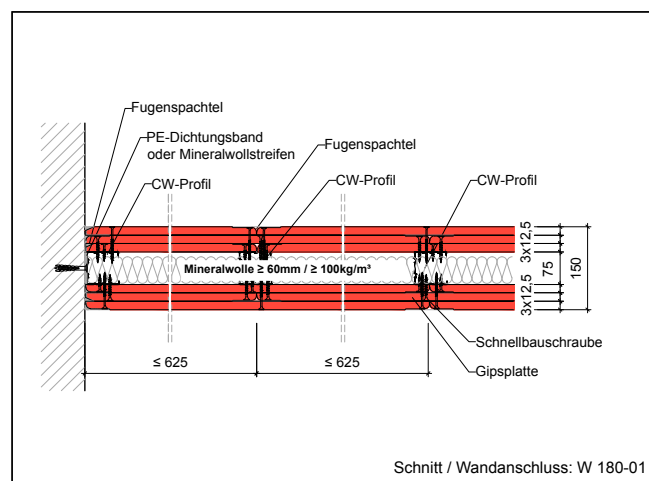 Fugenspachtel
PE-Dichtungsband
oder Mineralwollstreifen
Fugenspachtel
CW-Profil
CW-Profil
CW-Profil
3x12,5
75
150
3x12,5
Mineralwolle ≥ 60mm / ≥ 100kg/m³
Schnellbauschraube
Gipsplatte
≤ 625
≤ 625
Schnitt / Wandanschluss: W 180-01